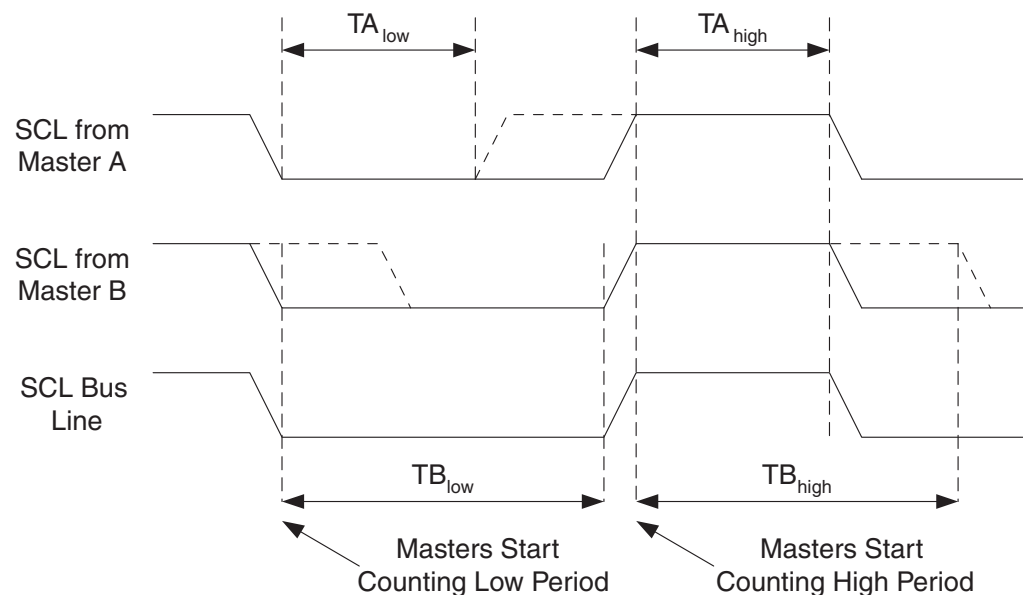 TA low
TA high
SCL from
Master A
SCL from
Master B
SCL Bus
Line
TB low
TB high
Masters Start
Counting Low Period
Masters Start
Counting High Period